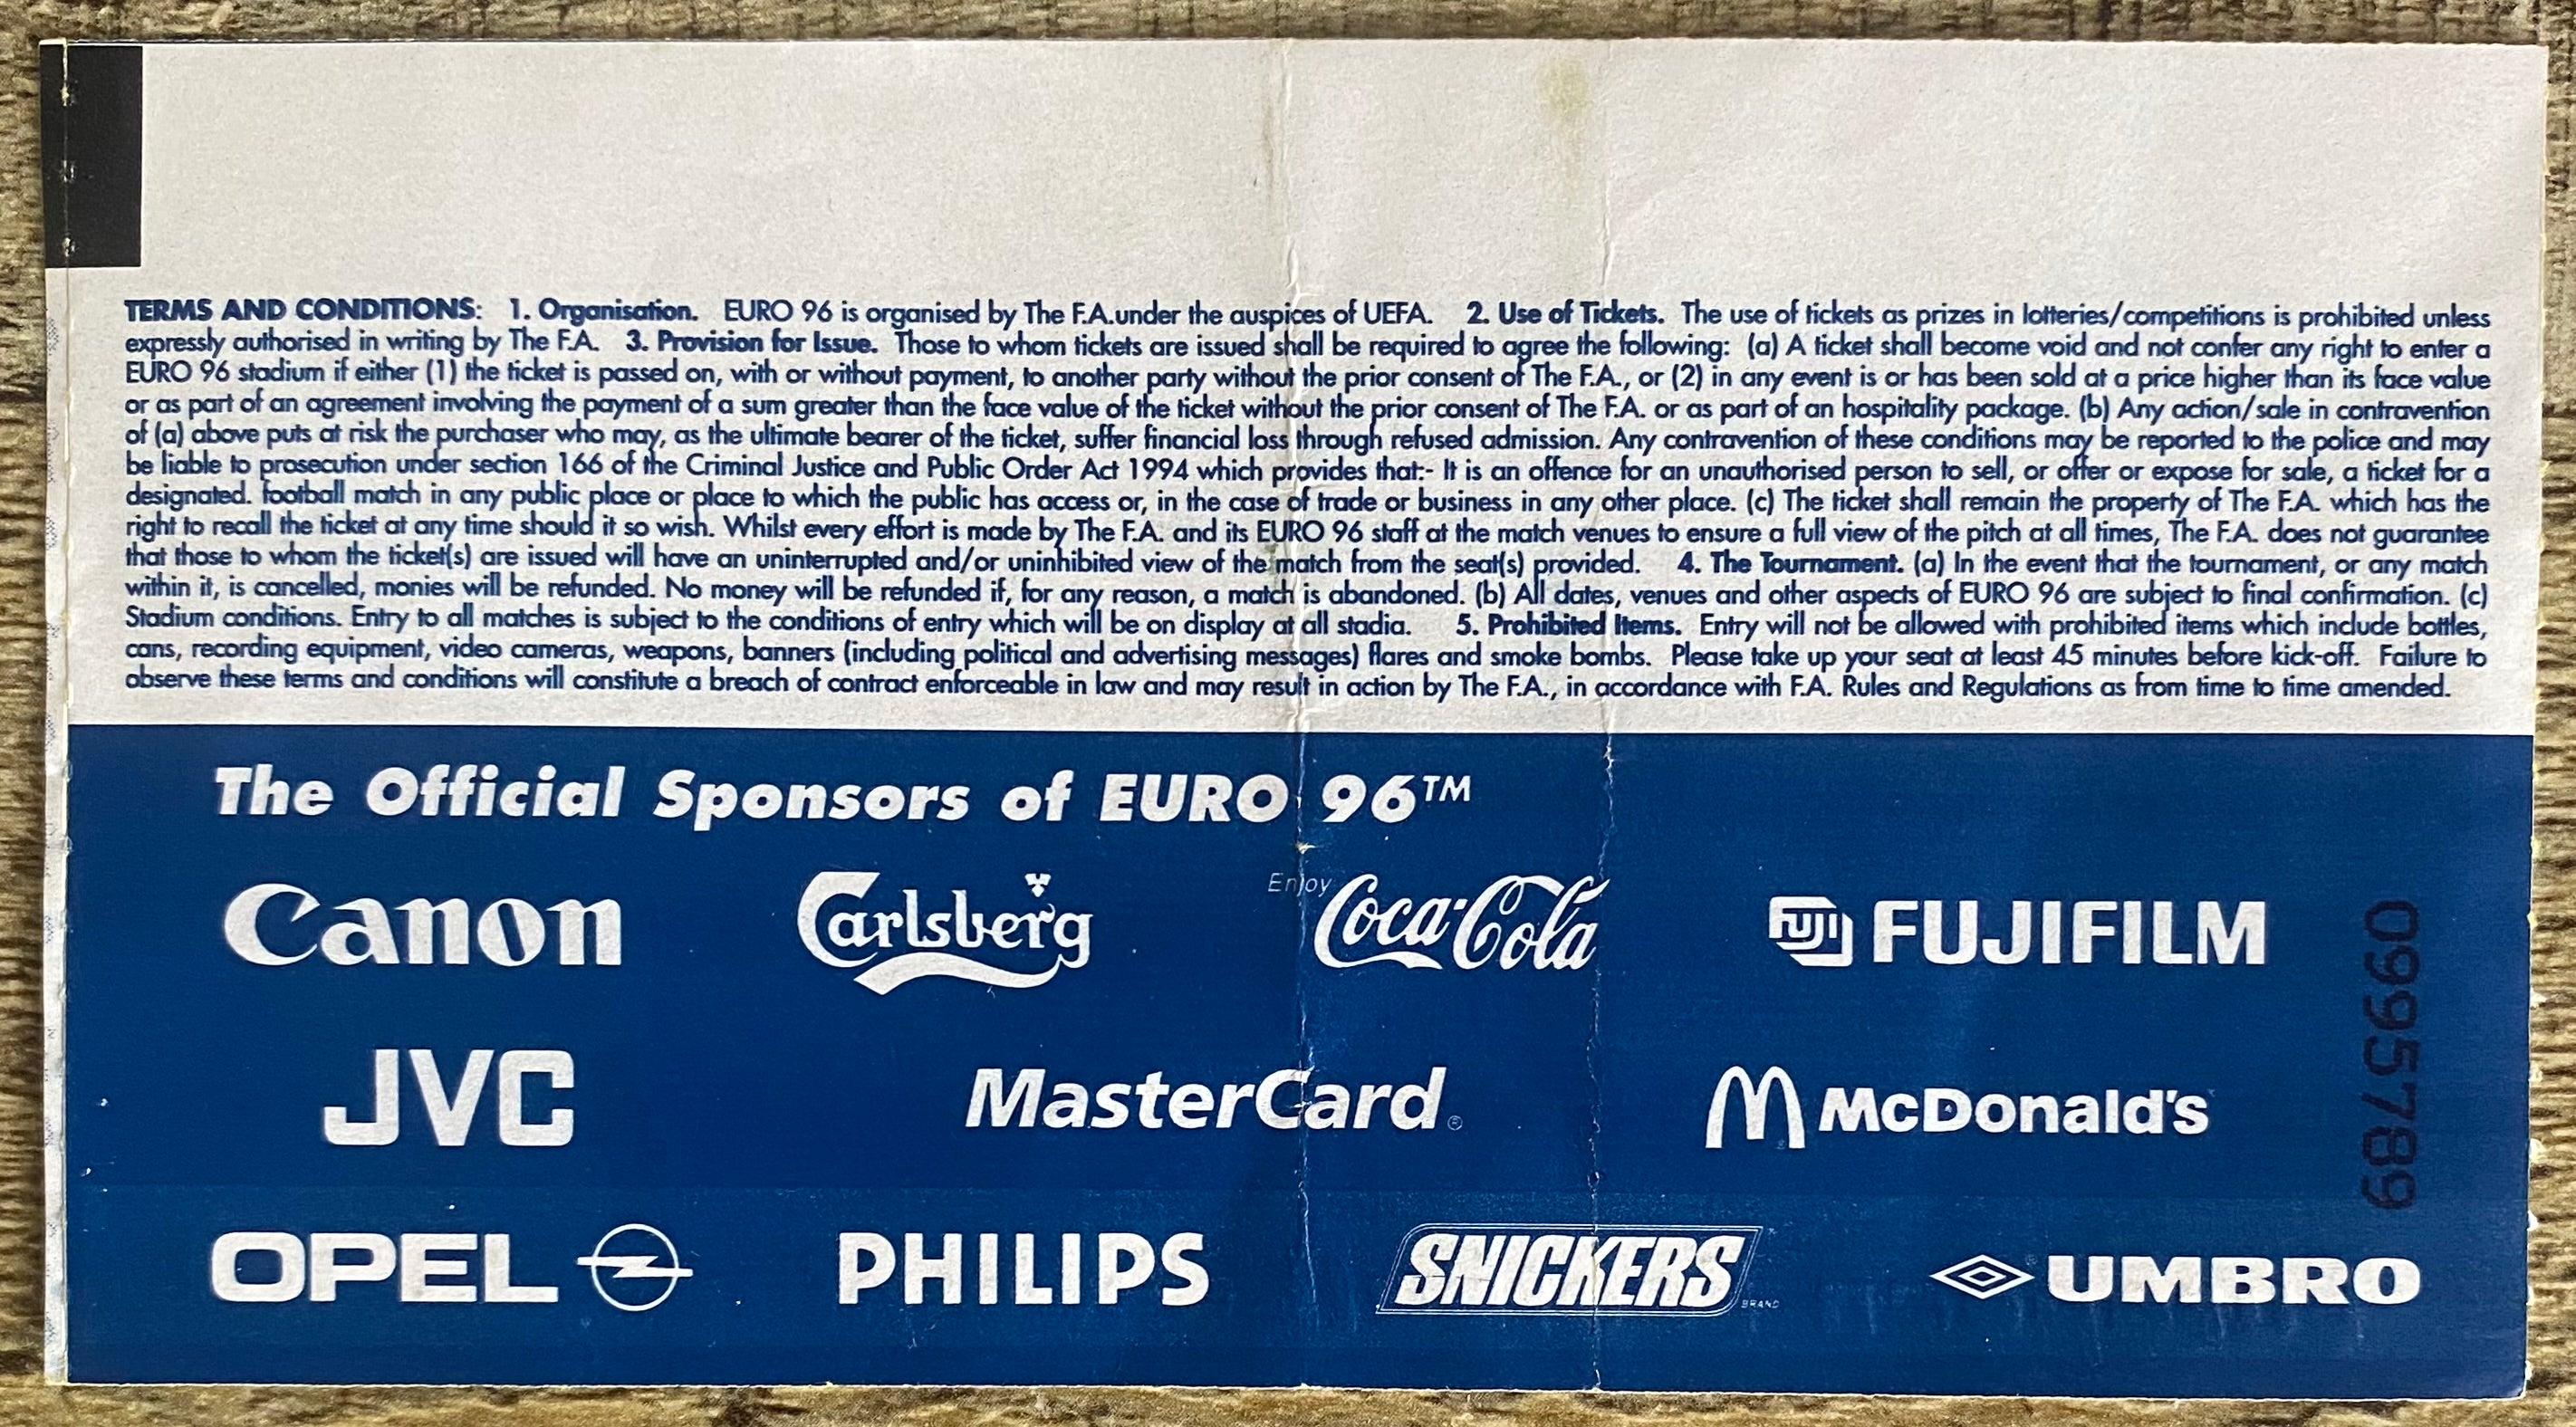 TERMS AND CONDITIONS: 1. Organisation. EURO 96 is organised by The F.A.under the auspices of UEFA. 2. Use of Tickets. The use of tickets as prizes in lotteries/competitions is prohibited unless
expressly authorised in writing by The F.A. 3. Provision for Issue. Those to whom tickets are issued shall be required to agree the following: (a) A ticket shall become void and not confer any right to enter a
EURO 96 stadium if either (1) the ticket is passed on, with or without payment, to another party without the prior consent of The F.A., or (2) in any event is or has been sold at a price higher than its face value
or as part of an agreement involving the payment of a sum greater than the face value of the ticket without the prior consent of The F.A. or as part of an hospitality package. (b) Any action/sale in contravention
of (a) above puts at risk the purchaser who may, as the ultimate bearer of the ticket, suffer financial loss through refused admission. Any contravention of these conditions may be reported to the police and may
be liable to prosecution under section 166 of the Criminal Justice and Public Order Act 1994 which provides that:- It is an offence for an unauthorised person to sell, or offer or expose for sale, a ticket for a
designated. football match in any public place or place to which the public has access or, in the case of trade or business in any other place. (c) The ticket shall remain the property of The F.A. which has the
right to recall the ticket at any time should it so wish. Whilst every effort is made by The F.A. and its EURO 96 staff at the match venues to ensure a full view of the pitch at all times, The F.A. does not guarantee
that those to whom the ticket(s) are issued will have an uninterrupted and/or uninhibited view of the match from the seat(s) provided. 4. The Tournament. (a) In the event that the tournament, or any match
within it, is cancelled, monies will be refunded. No money will be refunded if, for any reason, a match is abandoned. (b) All dates, venues and other aspects of EURO 96 are subject to final confirmation. (c)
Stadium conditions. Entry to all matches is subject to the conditions of entry which will be on display at all stadia. 5. Prohibited Items. Entry will not be allowed with prohibited items which include bottles,
cans, recording equipment, video cameras, weapons, banners (including political and advertising messages) flares and smoke bombs. Please take up your seat at least 45 minutes before kick-off. Failure to
observe these terms and conditions will constitute a breach of contract enforceable in law and may result in action by The F.A., in accordance with F.A. Rules and Regulations as from time to time amended.
The Official Sponsors of EURO 96™
Canon Carlsberg Enjoy Coca-Cola FUJI FUJIFILM
JVC MasterCard® McDonald's
OPEL PHILIPS SNICKERS BRAND UMBRO
0995789